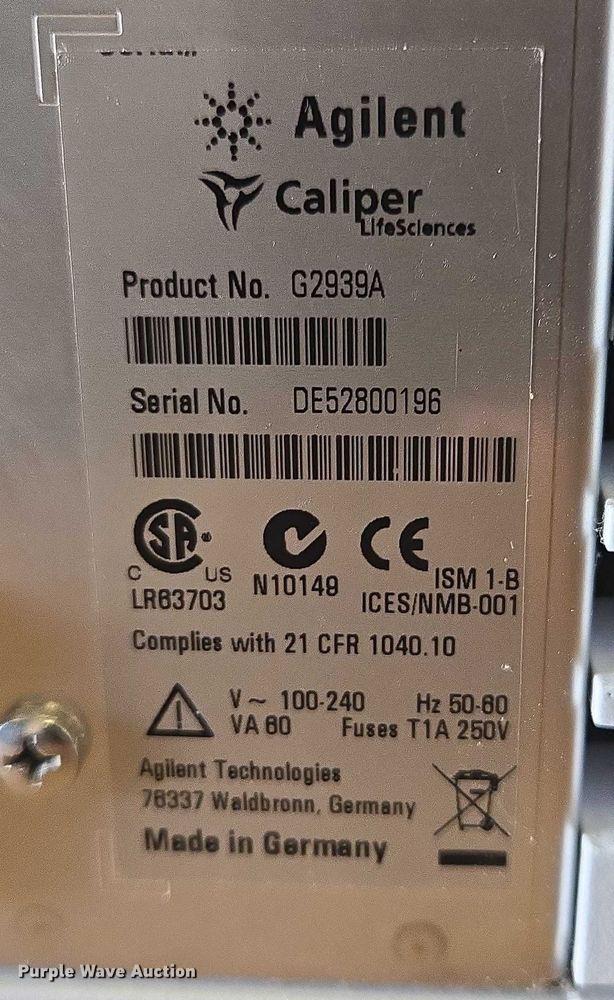 Agilent
Caliper
LifeSciences
Product No. G2939A
Serial No. DE52800196
C US
LR63703
N10149
CE
ISM 1-B
ICES/NMB-001
Complies with 21 CFR 1040.10
V ~ 100-240 Hz 50-60
VA 60 Fuses T1A 250V
Agilent Technologies
76337 Waldbronn, Germany
Made in Germany
Purple Wave Auction